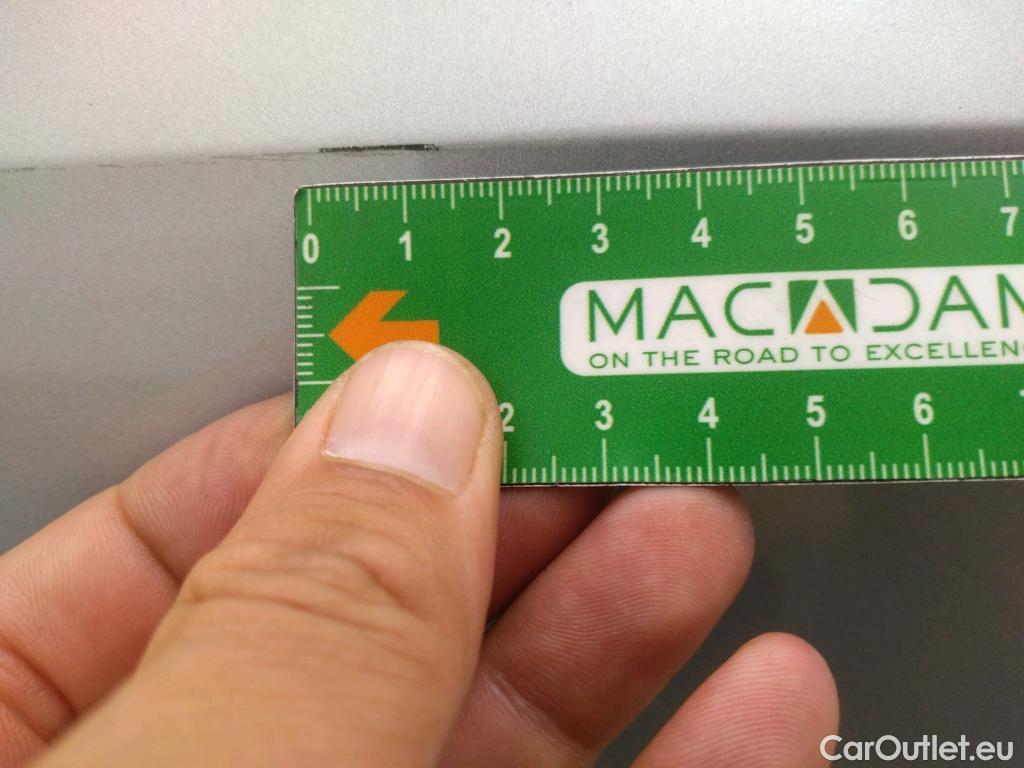 0 1 2 3 4 5 6 7
MACADAM
ON THE ROAD TO EXCELLEN
2 3 4 5 6
CarOutlet.eu